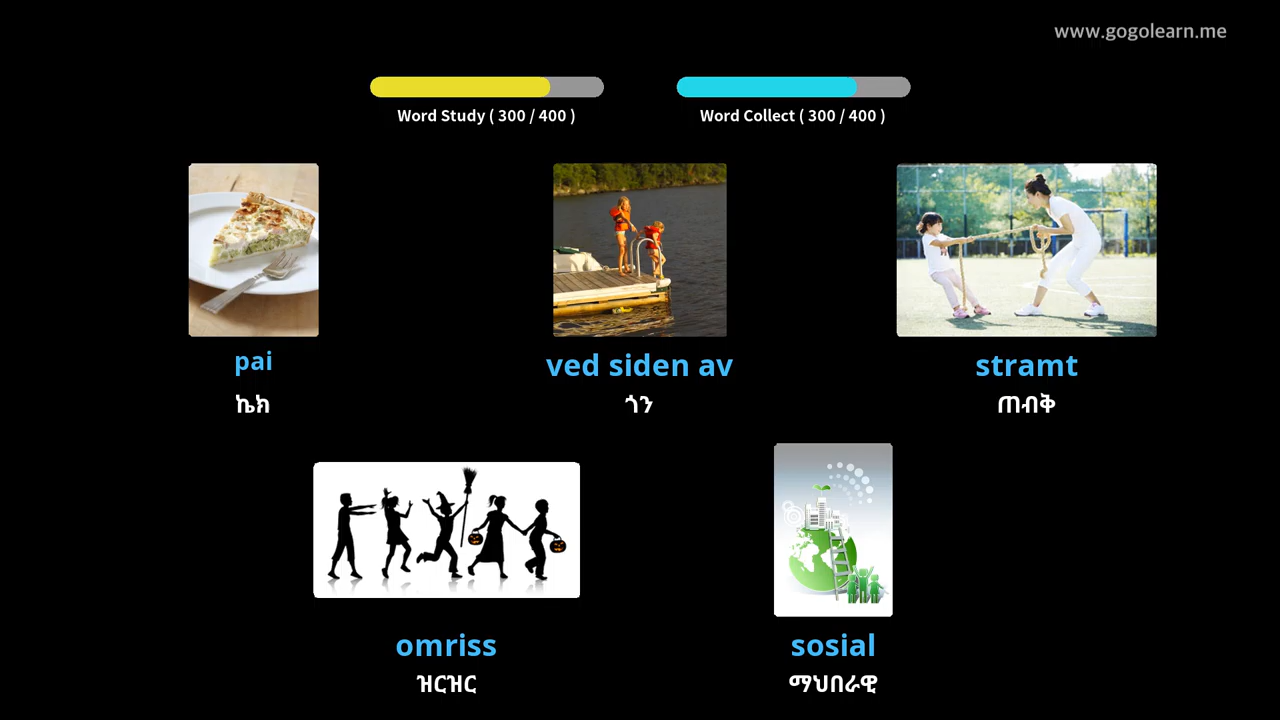 www.gogolearn.me
Word Study ( 300 / 400 )
Word Collect ( 300 / 400 )
pai
ved siden av
stramt
ኬክ
ጎን
ጠብቅ
omriss
sosial
ዝርዝር
ማህበራዊ